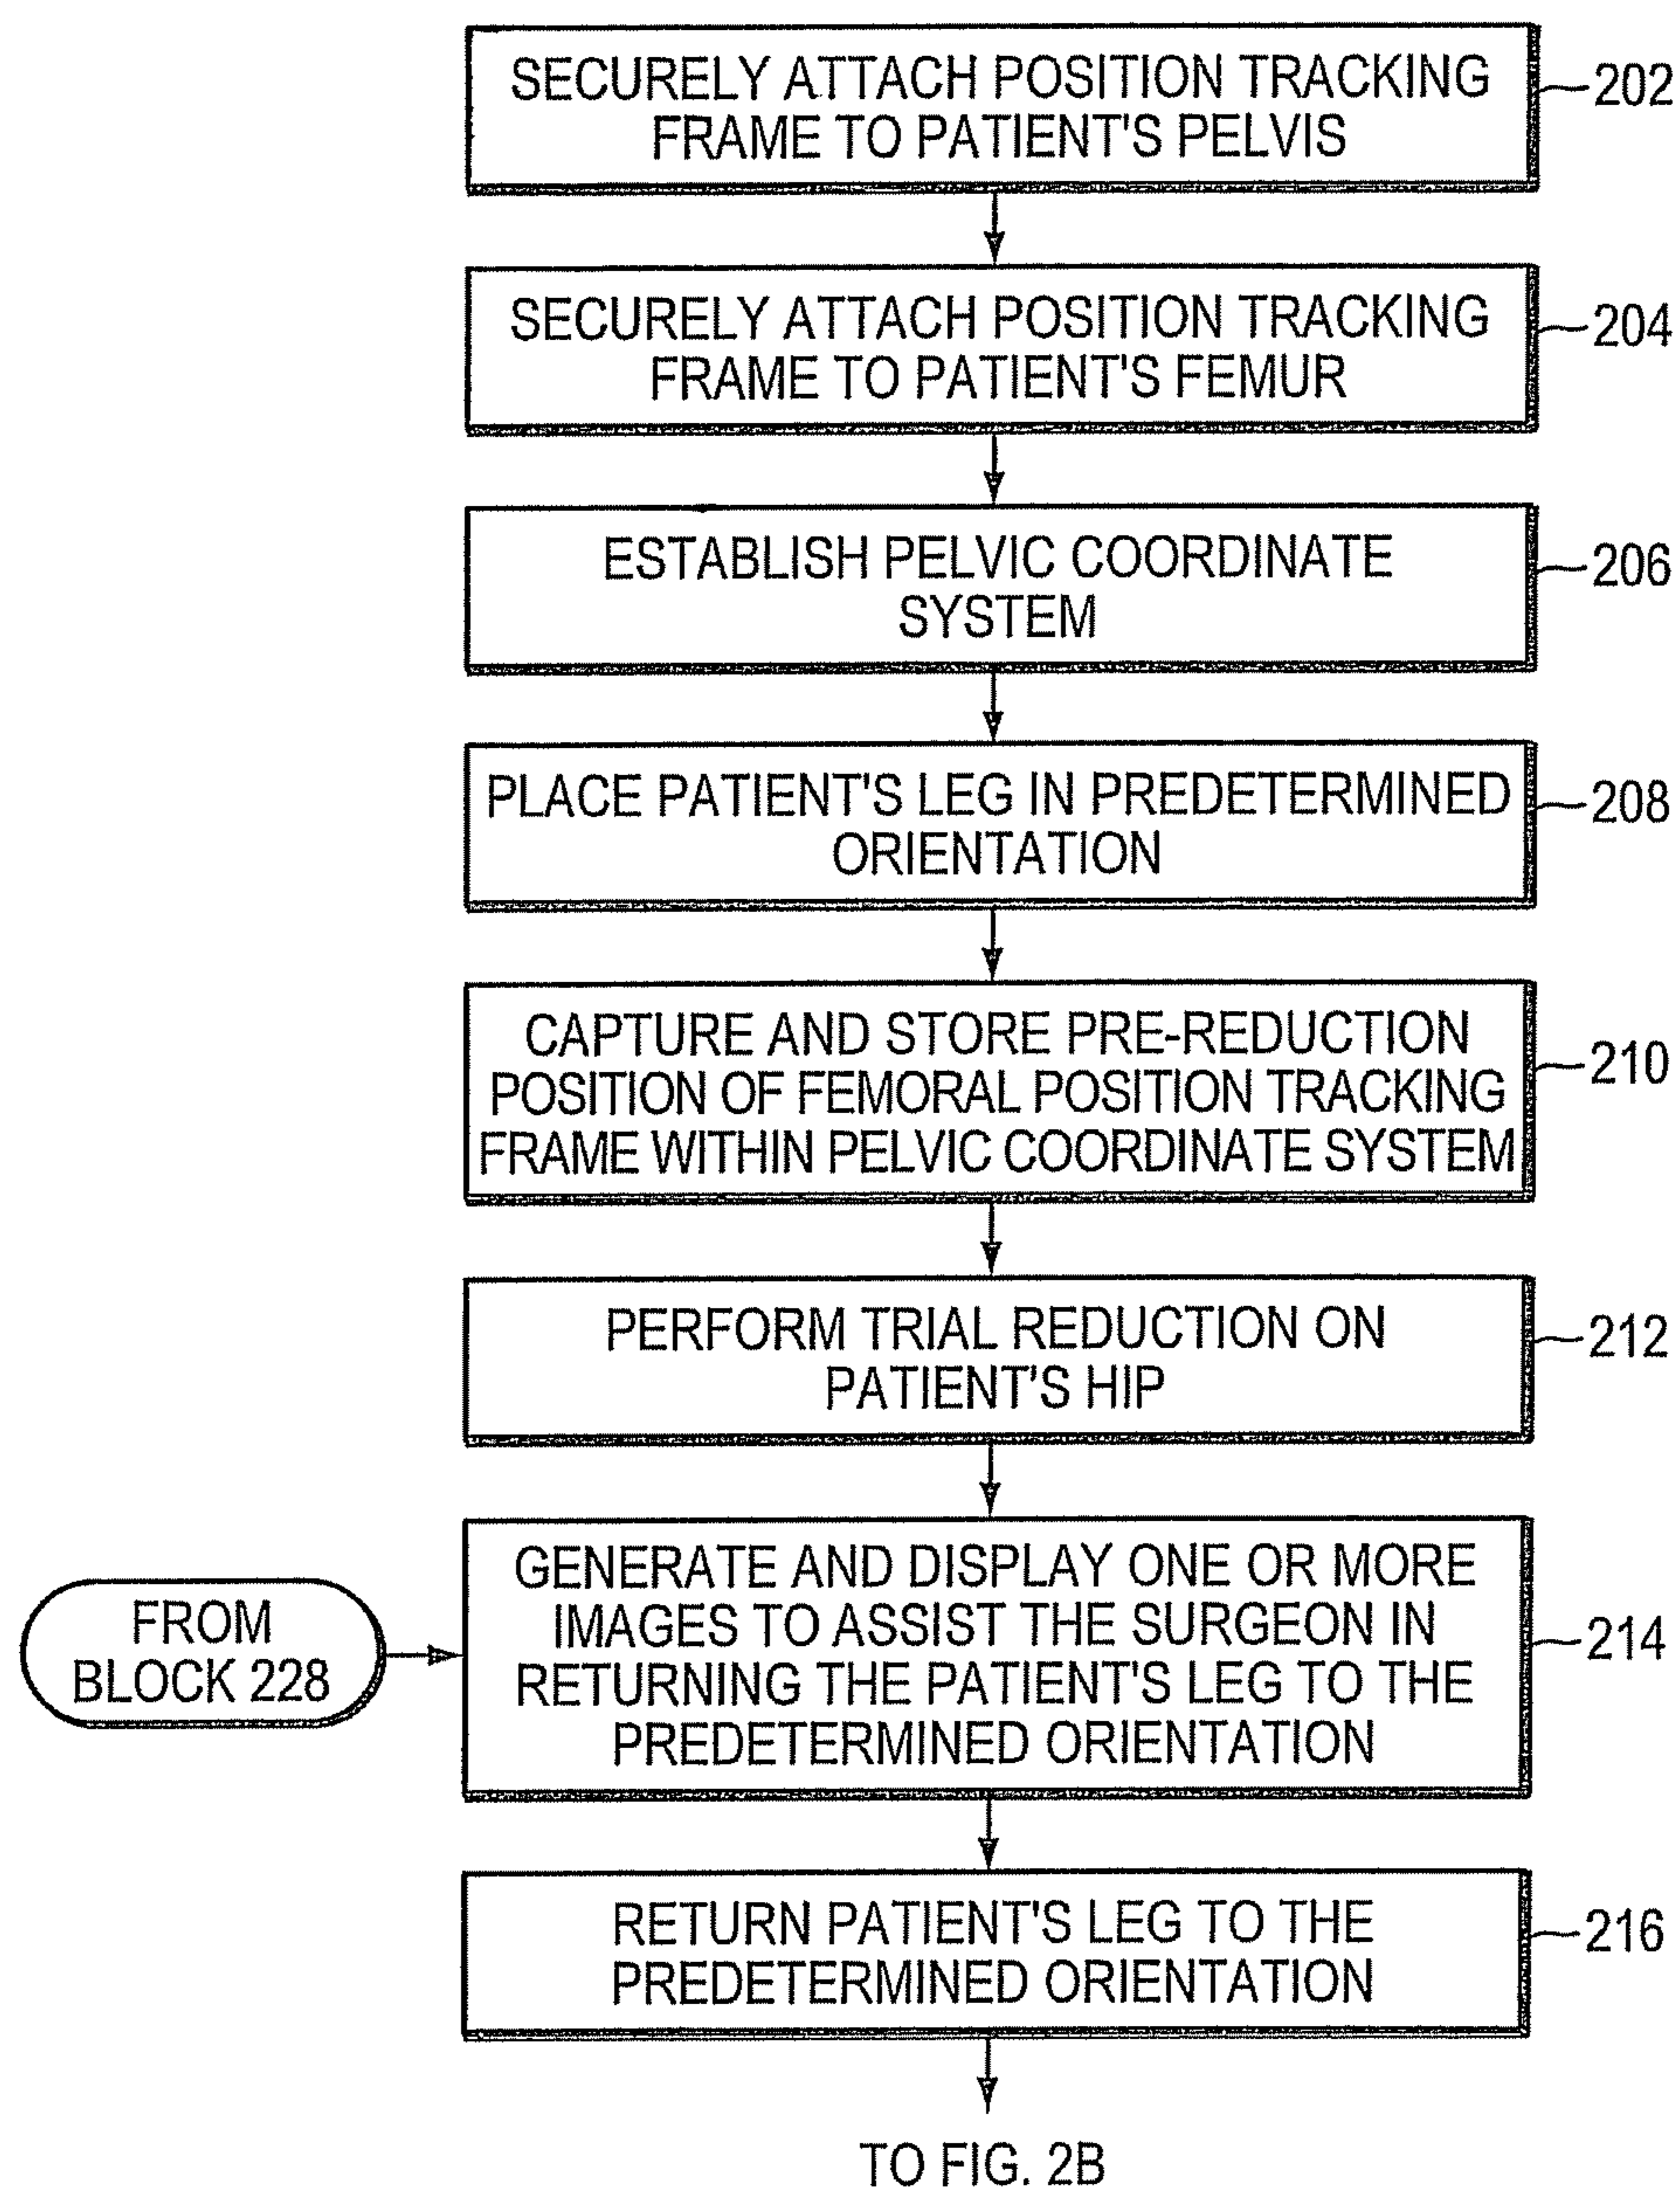 SECURELY ATTACH POSITION TRACKING
FRAME TO PATIENT'S PELVIS
202
SECURELY ATTACH POSITION TRACKING
FRAME TO PATIENT'S FEMUR
204
ESTABLISH PELVIC COORDINATE
SYSTEM
206
PLACE PATIENT'S LEG IN PREDETERMINED
ORIENTATION
208
CAPTURE AND STORE PRE-REDUCTION
POSITION OF FEMORAL POSITION TRACKING
FRAME WITHIN PELVIC COORDINATE SYSTEM
210
PERFORM TRIAL REDUCTION ON
PATIENT'S HIP
212
FROM
BLOCK 228
GENERATE AND DISPLAY ONE OR MORE
IMAGES TO ASSIST THE SURGEON IN
RETURNING THE PATIENT'S LEG TO THE
PREDETERMINED ORIENTATION
214
RETURN PATIENT'S LEG TO THE
PREDETERMINED ORIENTATION
216
TO FIG. 2B